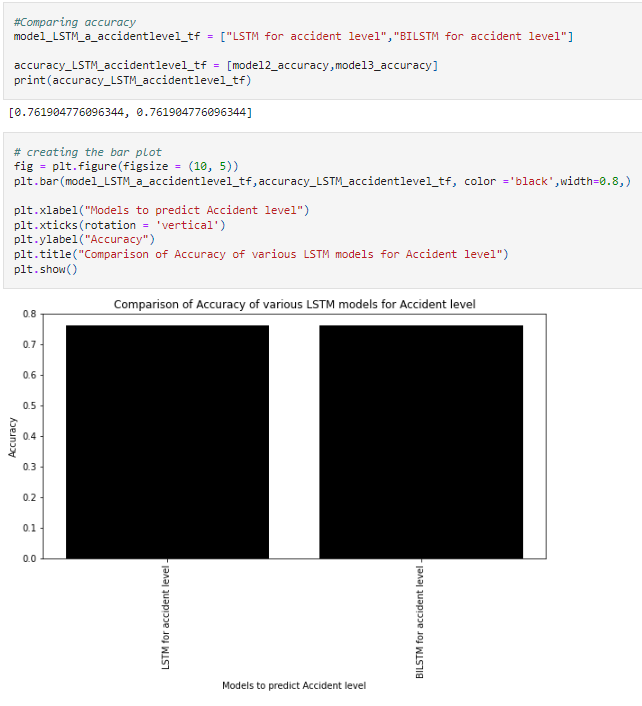 #Comparing accuracy
model_LSTM_a_accidentlevel_tf = ["LSTM for accident level","BILSTM for accident level"]
accuracy_LSTM_accidentlevel_tf = [model2_accuracy,model3_accuracy]
print(accuracy_LSTM_accidentlevel_tf)
[0.761904776096344, 0.761904776096344]
# creating the bar plot
fig = plt.figure(figsize = (10, 5))
plt.bar(model_LSTM_a_accidentlevel_tf,accuracy_LSTM_accidentlevel_tf, color ='black',width=0.8,)
plt.xlabel("Models to predict Accident level")
plt.xticks(rotation = 'vertical')
plt.ylabel("Accuracy")
plt.title("Comparison of Accuracy of various LSTM models for Accident level")
plt.show()
Comparison of Accuracy of various LSTM models for Accident level
0.8
0.7
0.6
0.5
0.4
0.3
0.2
0.1
0.0
Accuracy
LSTM for accident level
BILSTM for accident level
Models to predict Accident level